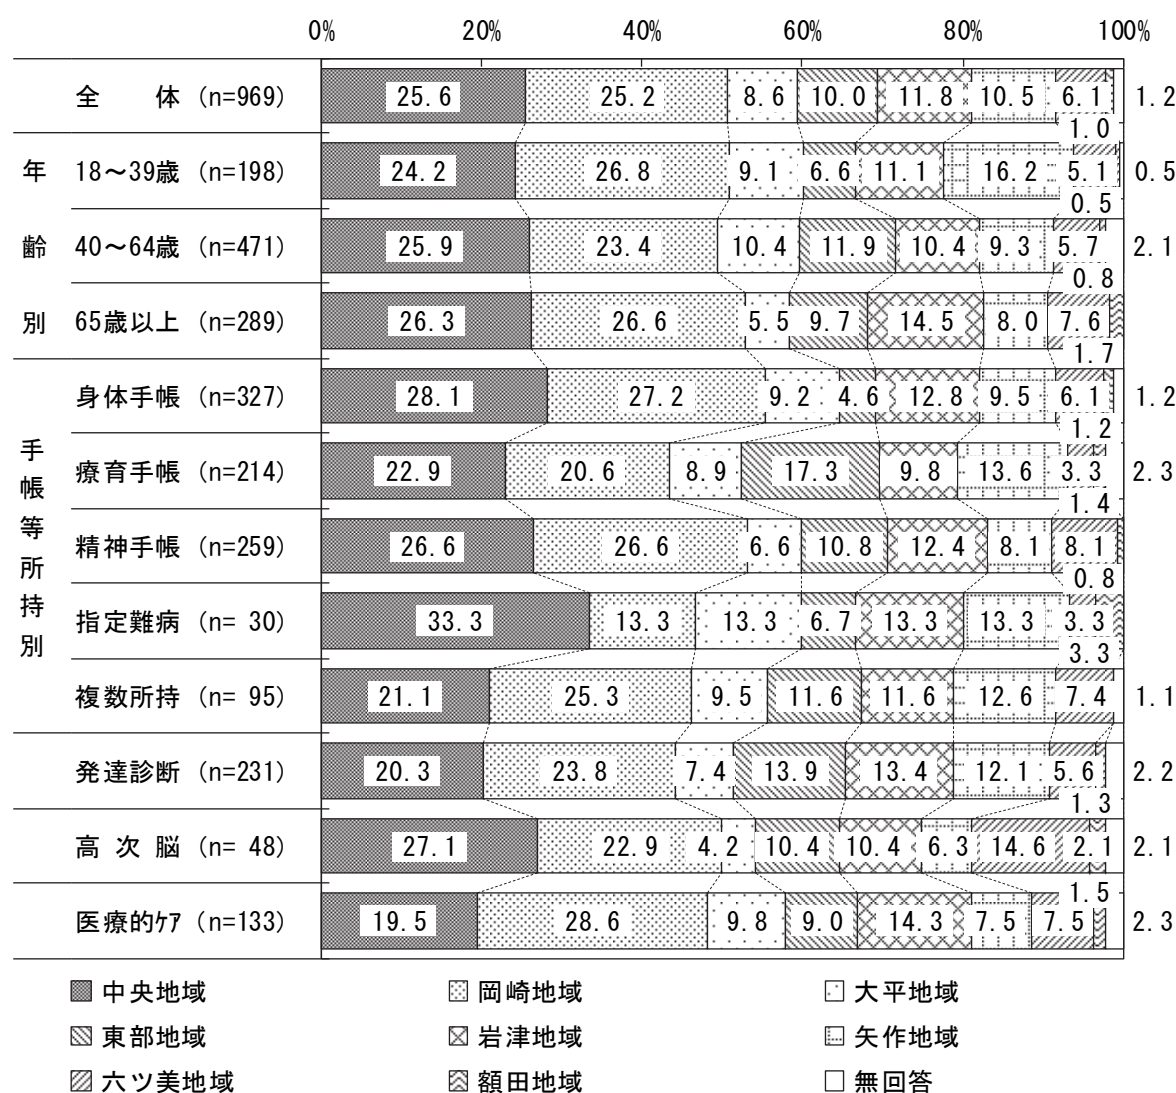 0% 20% 40% 60% 80% 100%
全 体 (n=969) 25.6 25.2 8.6 10.0 11.8 10.5 6.1 1.0 1.2
年齢別
18～39歳 (n=198) 24.2 26.8 9.1 6.6 11.1 16.2 5.1 0.5 0.5
40～64歳 (n=471) 25.9 23.4 10.4 11.9 10.4 9.3 5.7 0.8 2.1
65歳以上 (n=289) 26.3 26.6 5.5 9.7 14.5 8.0 7.6 1.7
手帳等所持別
身体手帳 (n=327) 28.1 27.2 9.2 4.6 12.8 9.5 6.1 1.2 1.2
療育手帳 (n=214) 22.9 20.6 8.9 17.3 9.8 13.6 3.3 1.4 2.3
精神手帳 (n=259) 26.6 26.6 6.6 10.8 12.4 8.1 8.1 0.8
指定難病 (n= 30) 33.3 13.3 13.3 6.7 13.3 13.3 3.3 3.3
複数所持 (n= 95) 21.1 25.3 9.5 11.6 11.6 12.6 7.4 1.1
発達診断 (n=231) 20.3 23.8 7.4 13.9 13.4 12.1 5.6 1.3 2.2
高 次 脳 (n= 48) 27.1 22.9 4.2 10.4 10.4 6.3 14.6 2.1 2.1
医療的ｹｱ (n=133) 19.5 28.6 9.8 9.0 14.3 7.5 7.5 1.5 2.3
中央地域 岡崎地域 大平地域
東部地域 岩津地域 矢作地域
六ツ美地域 額田地域 無回答